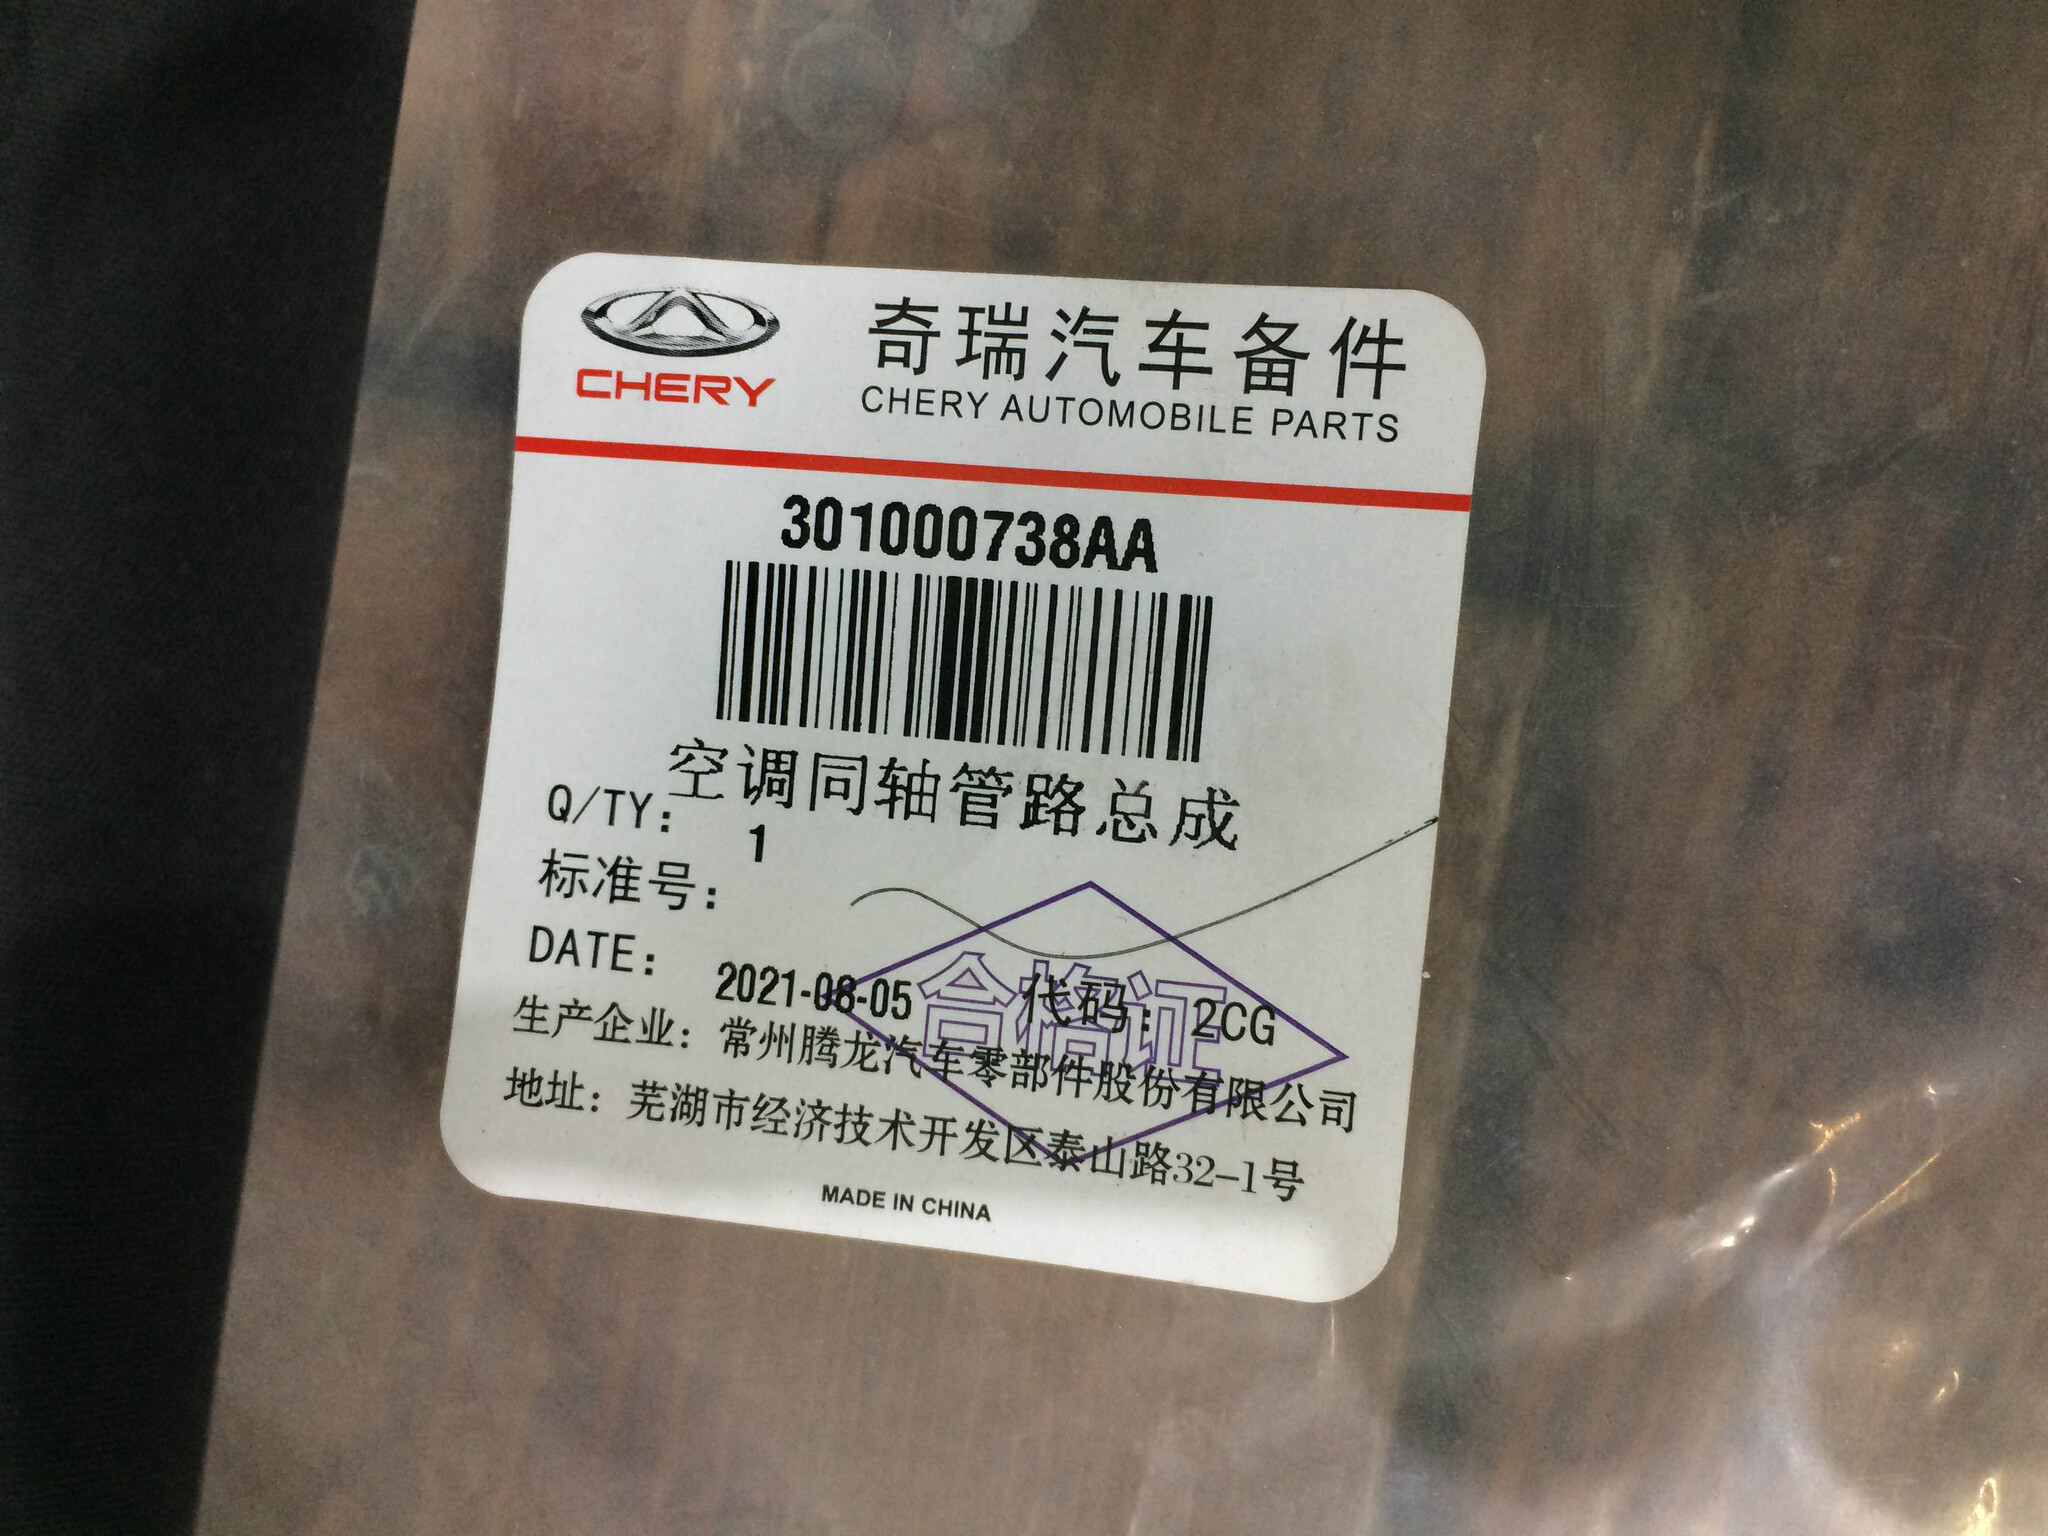 CHERY
奇瑞汽车备件
CHERY AUTOMOBILE PARTS
301000738AA
空调同轴管路总成
Q/TY: 1
标准号:
DATE: 2021-08-05 代码: 2CG
合格证
生产企业: 常州腾龙汽车零部件股份有限公司
地址: 芜湖市经济技术开发区泰山路32-1号
MADE IN CHINA